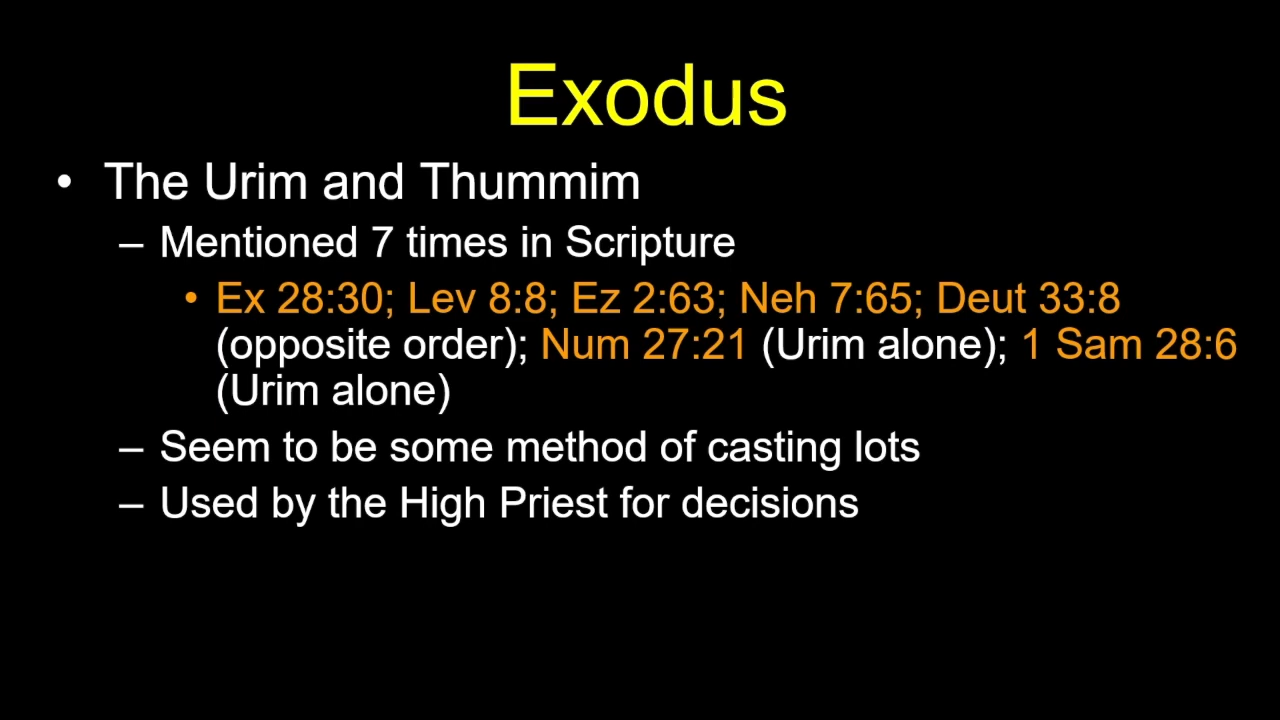 Exodus
• The Urim and Thummim
– Mentioned 7 times in Scripture
• Ex 28:30; Lev 8:8; Ez 2:63; Neh 7:65; Deut 33:8
(opposite order); Num 27:21 (Urim alone); 1 Sam 28:6
(Urim alone)
– Seem to be some method of casting lots
– Used by the High Priest for decisions